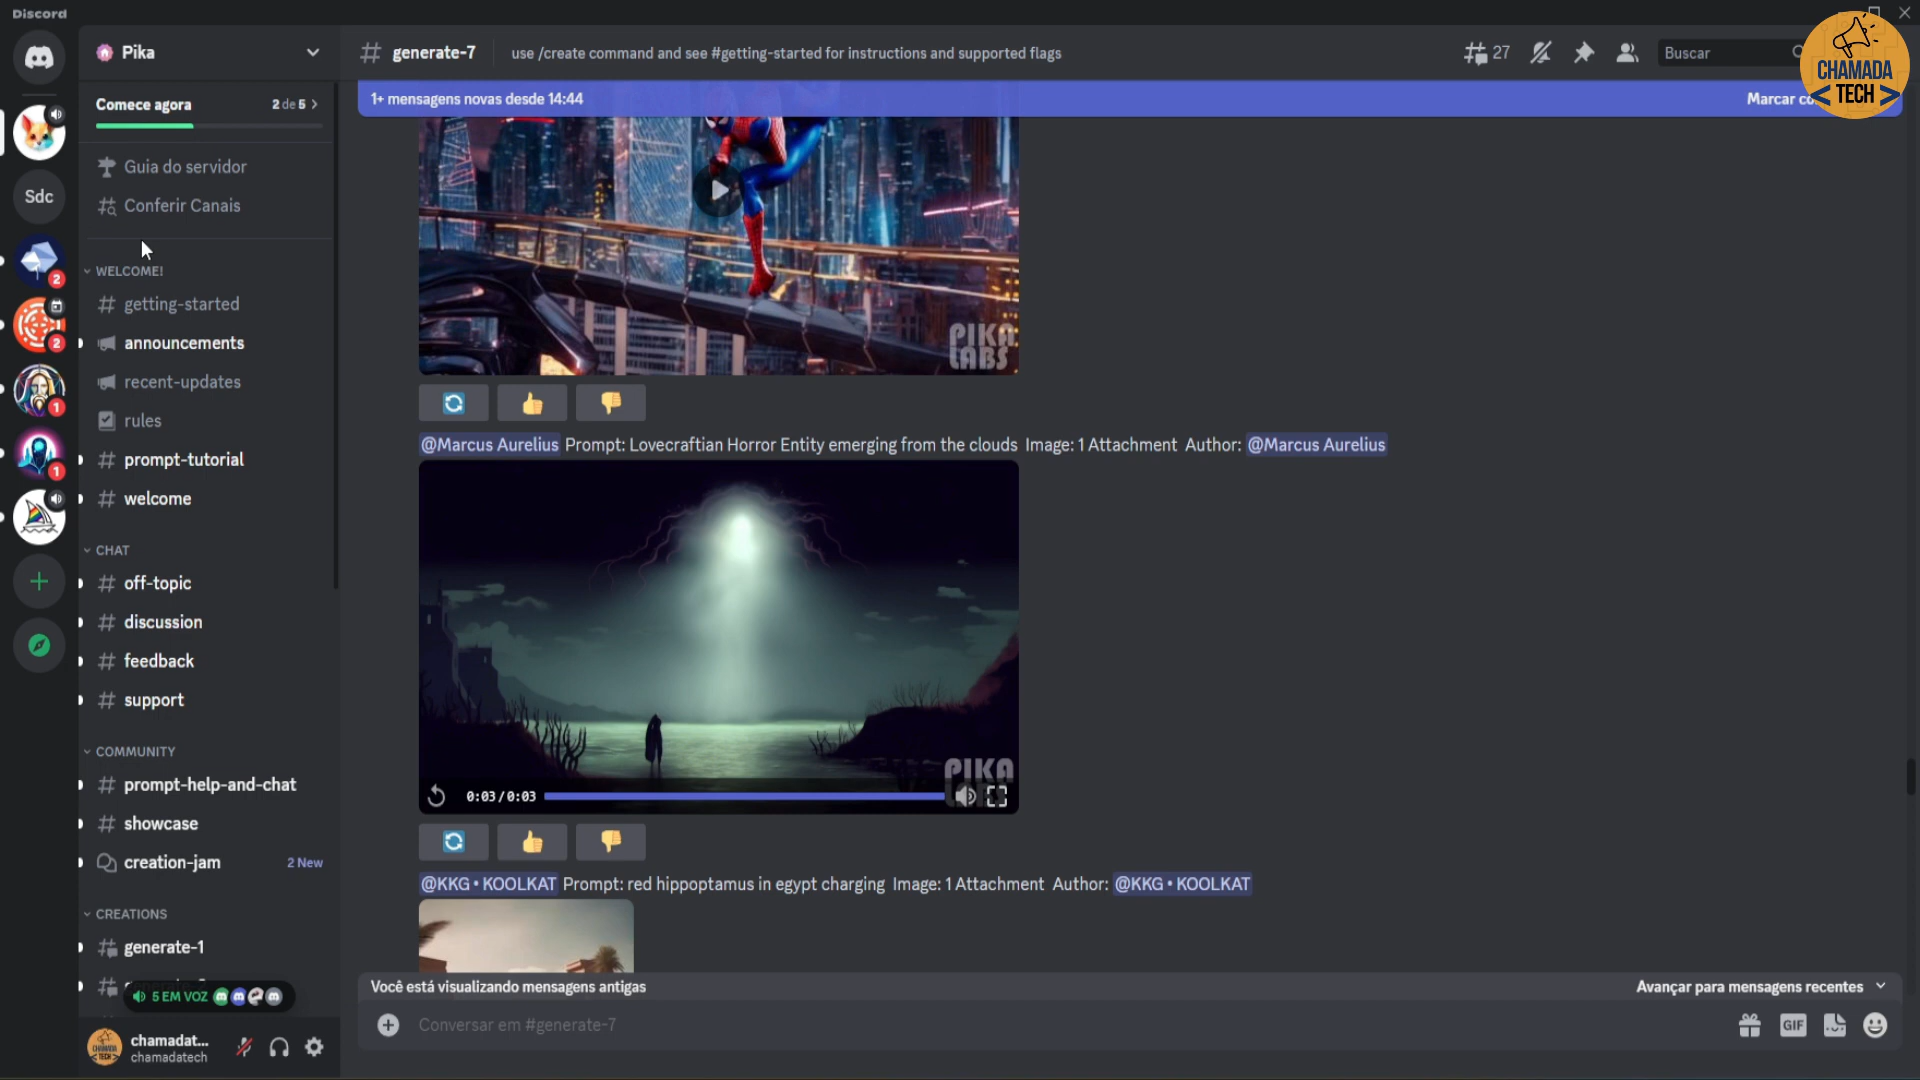 Discord
Pika
generate-7
use /create command and see #getting-started for instructions and supported flags
27
Buscar
CHAMADA
< TECH >
Comece agora
2 de 5
1+ mensagens novas desde 14:44
Marcar co
Guia do servidor
Conferir Canais
Sdc
WELCOME!
getting-started
announcements
recent-updates
rules
prompt-tutorial
welcome
CHAT
off-topic
discussion
feedback
support
COMMUNITY
prompt-help-and-chat
showcase
creation-jam
2 New
CREATIONS
generate-1
5 EM VOZ
chamadat...
chamadatech
2
2
1
1
PIKA
LABS
@Marcus Aurelius Prompt: Lovecraftian Horror Entity emerging from the clouds Image: 1 Attachment Author: @Marcus Aurelius
PIKA
0:03/0:03
@KKG • KOOLKAT Prompt: red hippoptamus in egypt charging Image: 1 Attachment Author: @KKG • KOOLKAT
Você está visualizando mensagens antigas
Avançar para mensagens recentes
Conversar em #generate-7
GIF